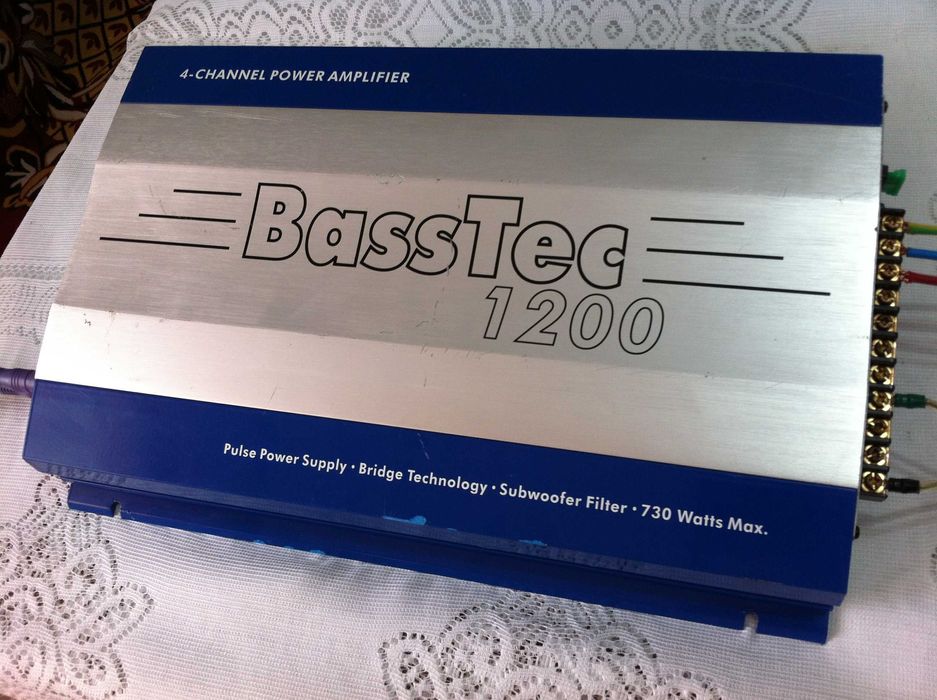 4-CHANNEL POWER AMPLIFIER
BassTec
1200
Pulse Power Supply • Bridge Technology • Subwoofer Filter • 730 Watts Max.